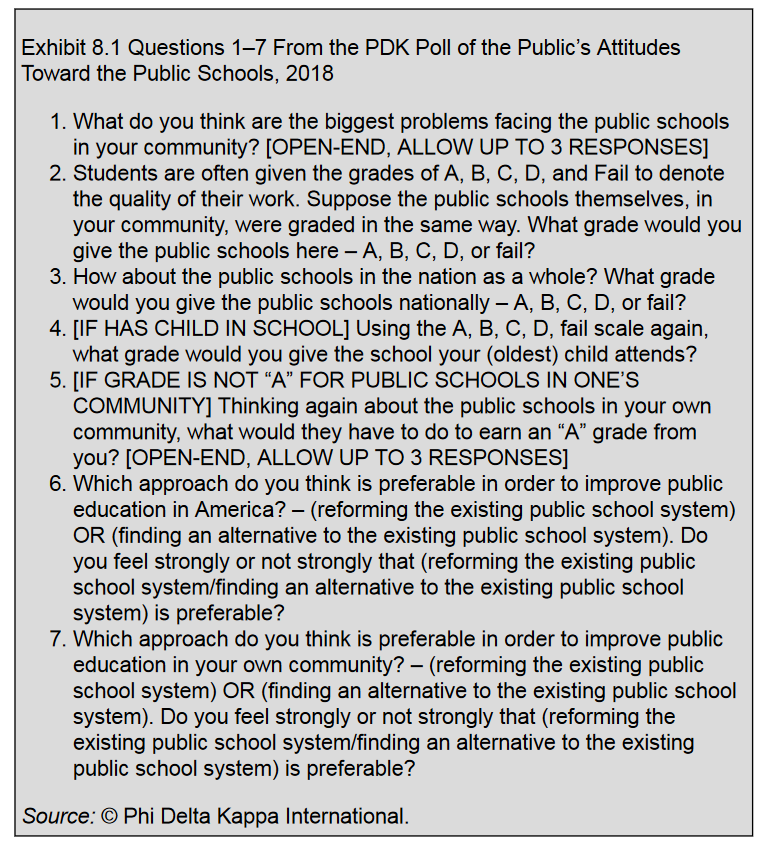 Exhibit 8.1 Questions 1–7 From the PDK Poll of the Public’s Attitudes
Toward the Public Schools, 2018
1. What do you think are the biggest problems facing the public schools
in your community? [OPEN-END, ALLOW UP TO 3 RESPONSES]
2. Students are often given the grades of A, B, C, D, and Fail to denote
the quality of their work. Suppose the public schools themselves, in
your community, were graded in the same way. What grade would you
give the public schools here – A, B, C, D, or fail?
3. How about the public schools in the nation as a whole? What grade
would you give the public schools nationally – A, B, C, D, or fail?
4. [IF HAS CHILD IN SCHOOL] Using the A, B, C, D, fail scale again,
what grade would you give the school your (oldest) child attends?
5. [IF GRADE IS NOT “A” FOR PUBLIC SCHOOLS IN ONE’S
COMMUNITY] Thinking again about the public schools in your own
community, what would they have to do to earn an “A” grade from
you? [OPEN-END, ALLOW UP TO 3 RESPONSES]
6. Which approach do you think is preferable in order to improve public
education in America? – (reforming the existing public school system)
OR (finding an alternative to the existing public school system). Do
you feel strongly or not strongly that (reforming the existing public
school system/finding an alternative to the existing public school
system) is preferable?
7. Which approach do you think is preferable in order to improve public
education in your own community? – (reforming the existing public
school system) OR (finding an alternative to the existing public school
system). Do you feel strongly or not strongly that (reforming the
existing public school system/finding an alternative to the existing
public school system) is preferable?
Source: © Phi Delta Kappa International.